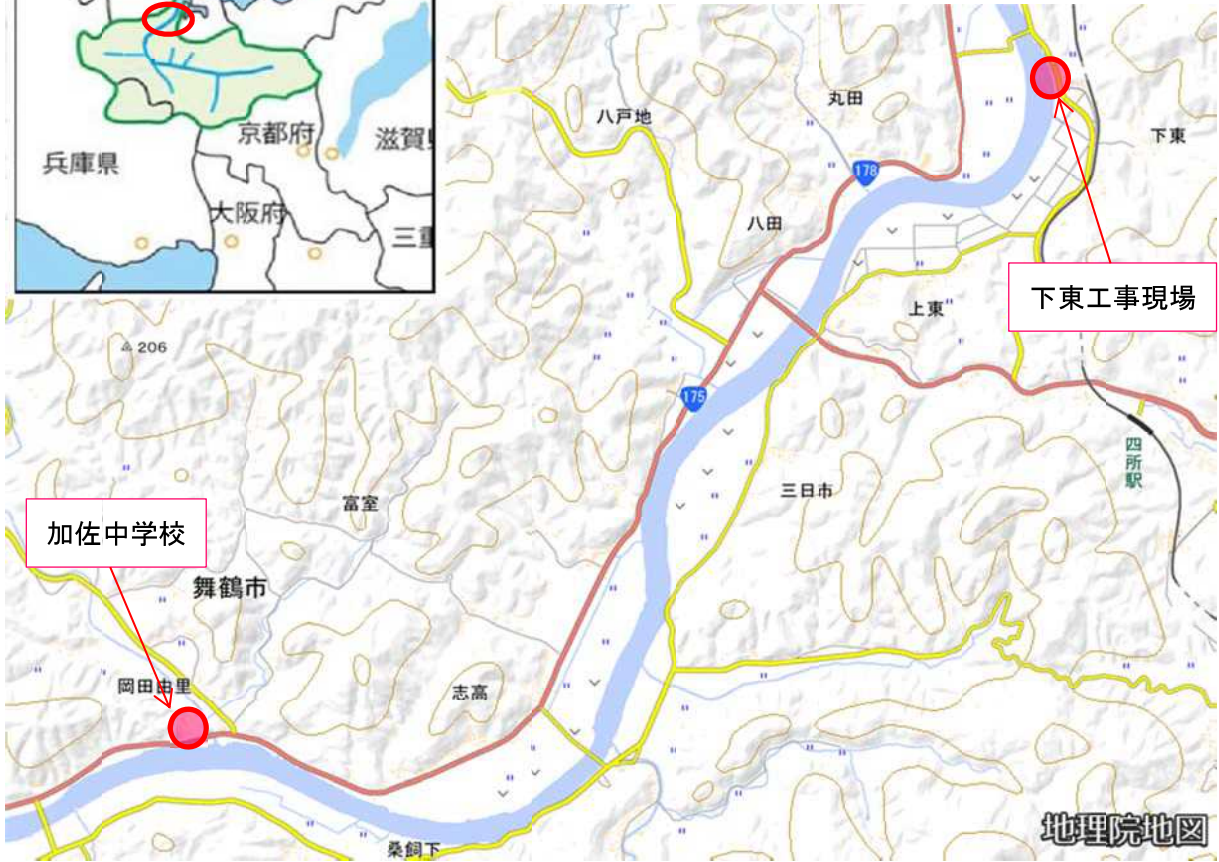 京都府
滋賀
兵庫県
大阪府
三重
丸田
八戸地
下東
178
八田
下東工事現場
上東
206
175
四所駅
三日市
富室
加佐中学校
舞鶴市
岡田由里
志高
地理院地図
桑飼下